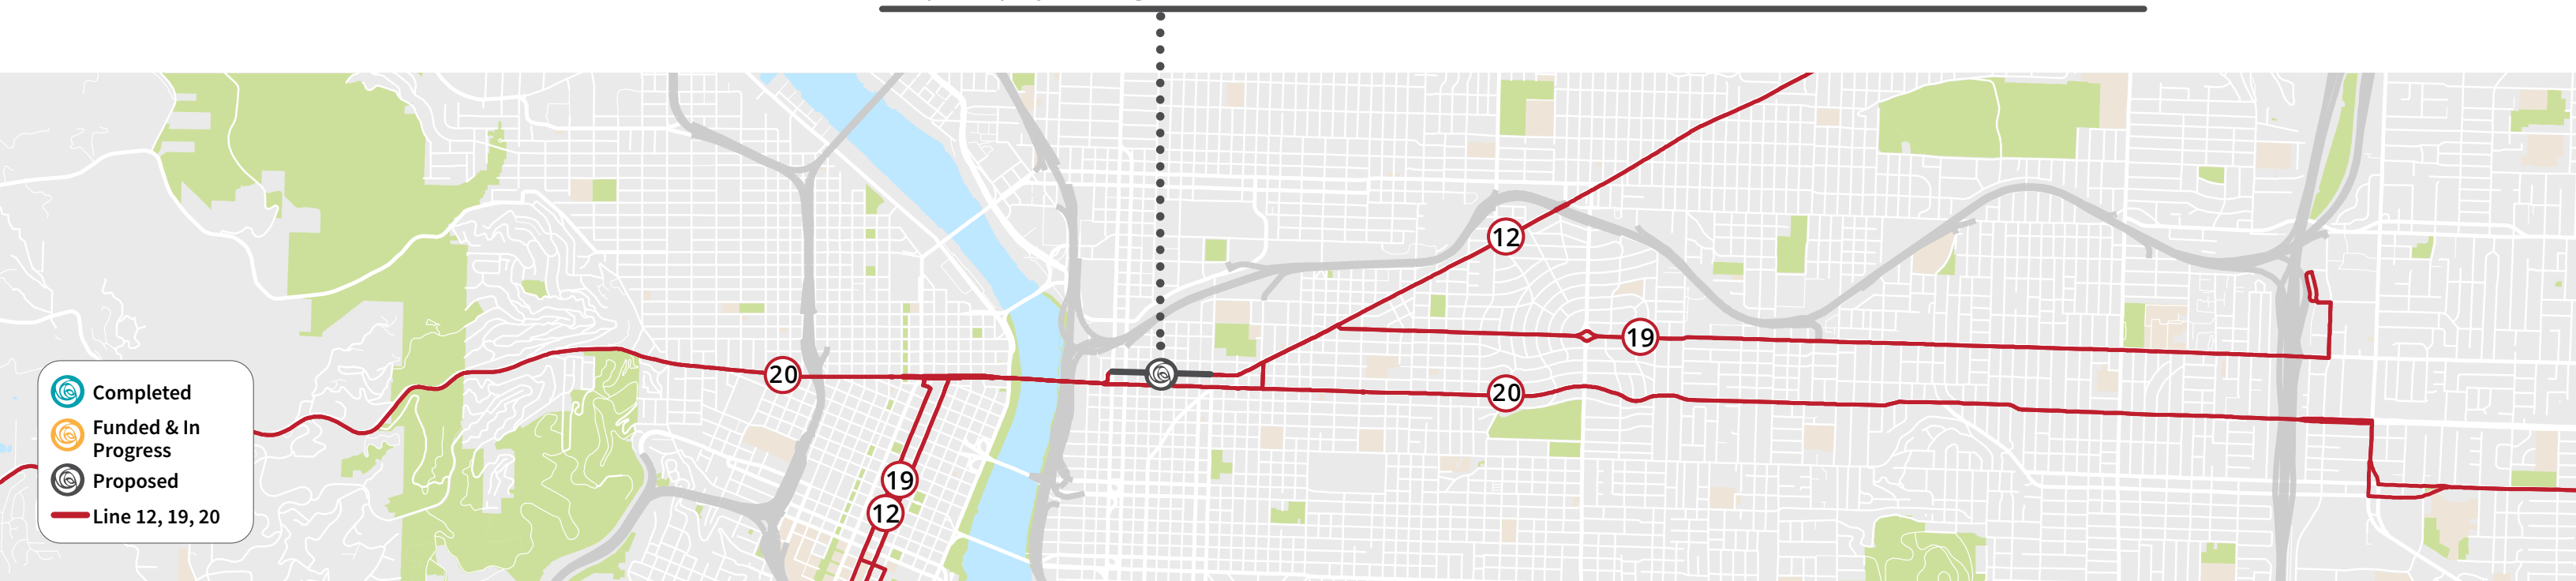 12
19
20
20
19
12
Completed
Funded & In
Progress
Proposed
Line 12, 19, 20